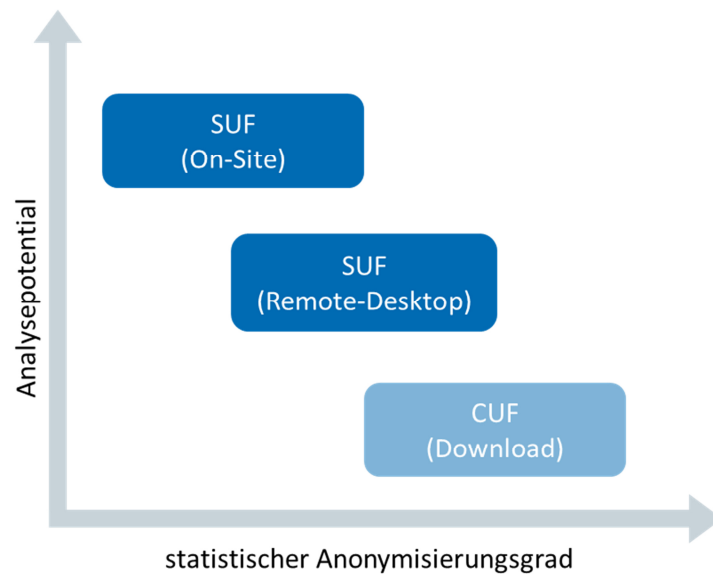 SUF
(On-Site)
SUF
(Remote-Desktop)
CUF
(Download)
Analysepotential
statistischer Anonymisierungsgrad